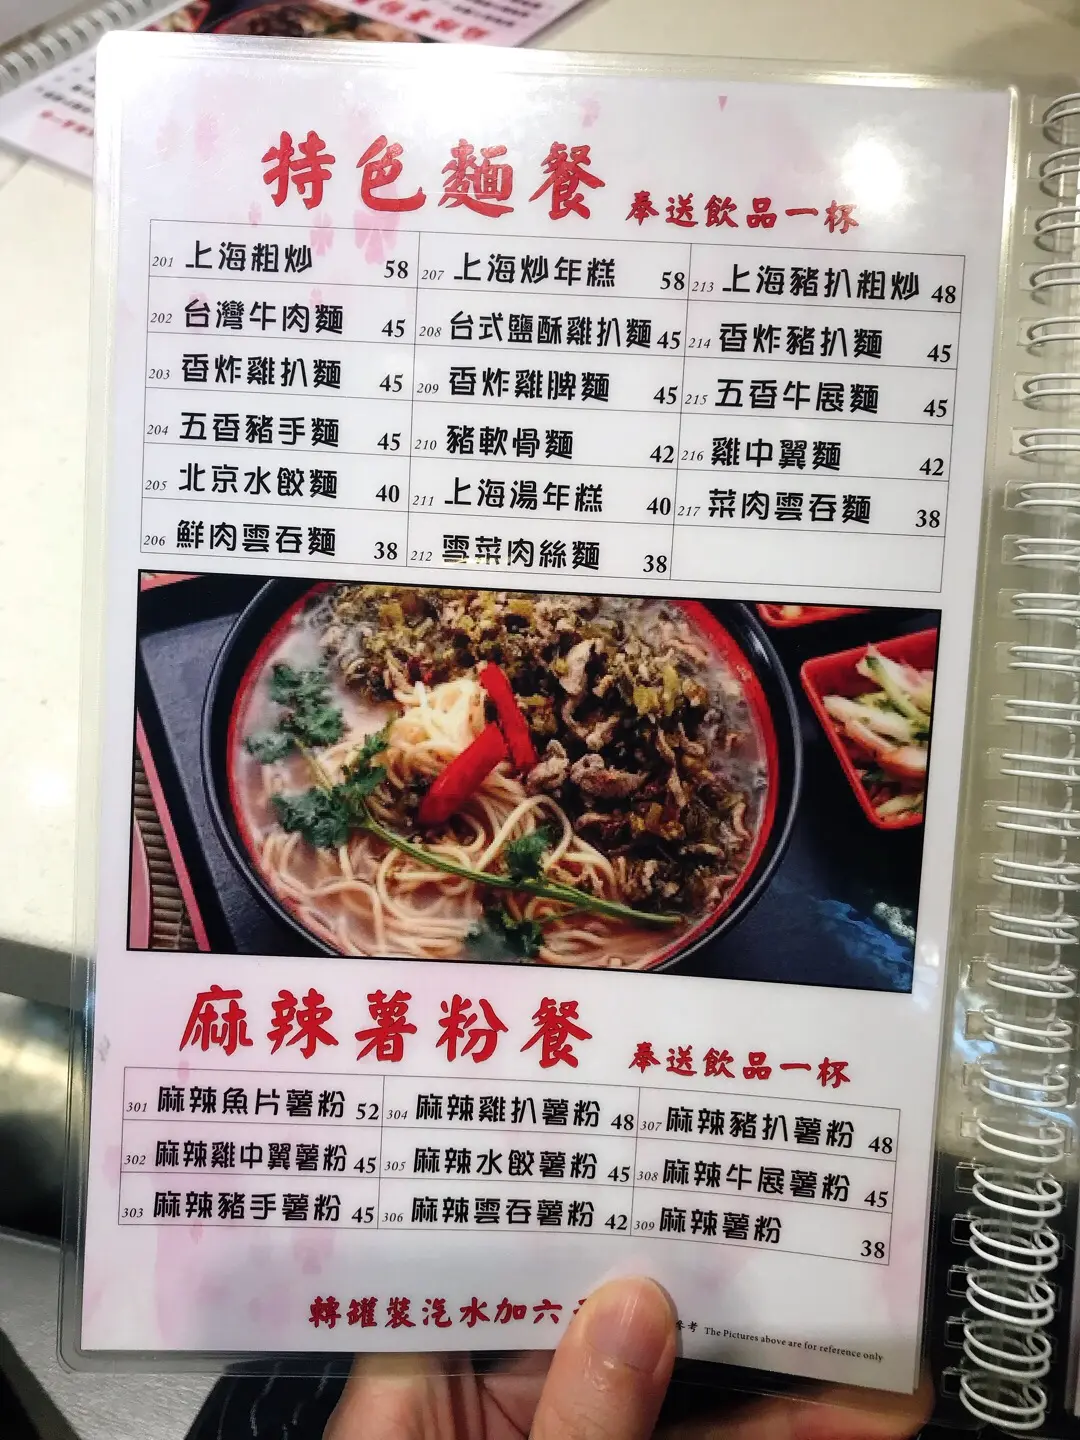 特色麵餐 奉送飲品一杯
201 上海粗炒 58 207 上海炒年糕 58 213 上海豬扒粗炒 48
202 台灣牛肉麵 45 208 台式鹽酥雞扒麵 45 214 香炸豬扒麵 45
203 香炸雞扒麵 45 209 香炸雞脾麵 45 215 五香牛展麵 45
204 五香豬手麵 45 210 豬軟骨麵 42 216 雞中翼麵 42
205 北京水餃麵 40 211 上海湯年糕 40 217 菜肉雲吞麵 38
206 鮮肉雲吞麵 38 212 雪菜肉絲麵 38
麻辣薯粉餐 奉送飲品一杯
301 麻辣魚片薯粉 52 304 麻辣雞扒薯粉 48 307 麻辣豬扒薯粉 48
302 麻辣雞中翼薯粉 45 305 麻辣水餃薯粉 45 308 麻辣牛展薯粉 45
303 麻辣豬手薯粉 45 306 麻辣雲吞薯粉 42 309 麻辣薯粉 38
轉罐裝汽水加六
考 The Pictures above are for reference only